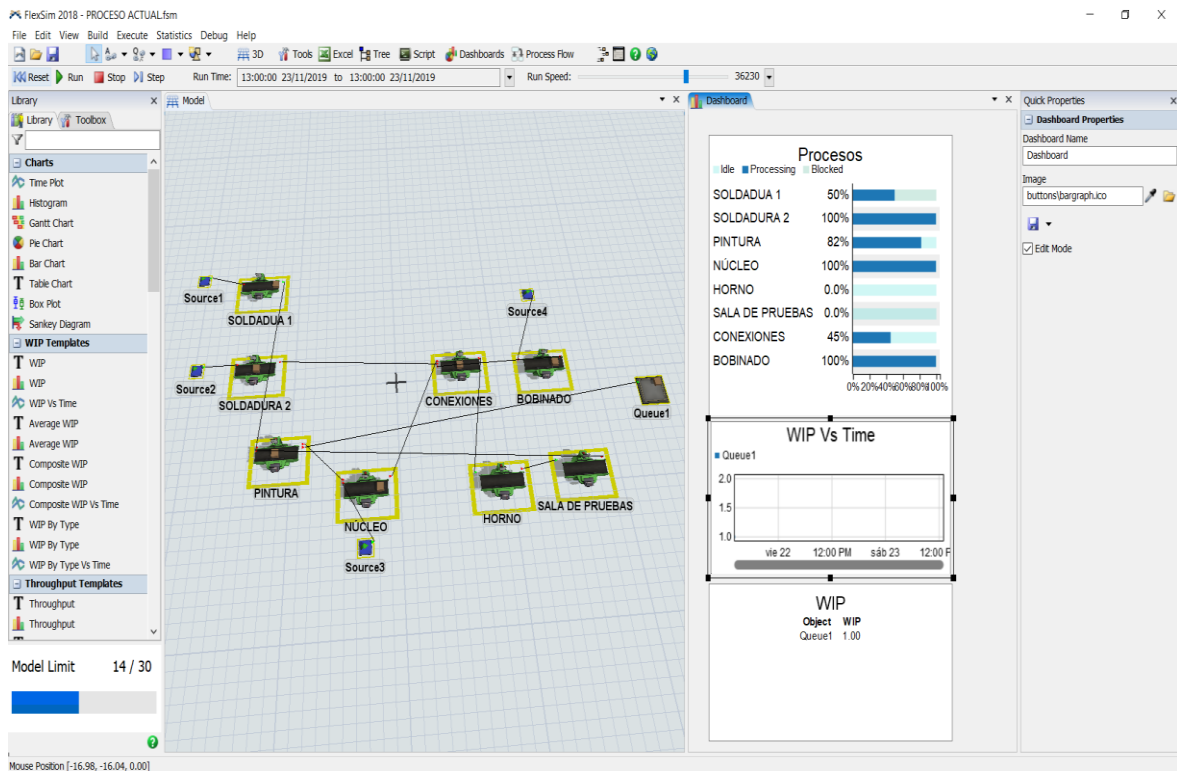 FlexSim 2018 - PROCESO ACTUAL.fsm
File Edit View Build Execute Statistics Debug Help
3D Tools Excel Tree Script Dashboards Process Flow
Reset Run Stop Step Run Time: 13:00:00 23/11/2019 to 13:00:00 23/11/2019 Run Speed: 36230
Library
Library Toolbox
Charts
Time Plot
Histogram
Gantt Chart
Pie Chart
Bar Chart
Table Chart
Box Plot
Sankey Diagram
WIP Templates
WIP
WIP
WIP Vs Time
Average WIP
Average WIP
Composite WIP
Composite WIP
Composite WIP Vs Time
WIP By Type
WIP By Type
WIP By Type Vs Time
Throughput Templates
Throughput
Throughput
Model Limit 14 / 30
Mouse Position [-16.98, -16.04, 0.00]
Model
Source1
SOLDADUA 1
Source4
Source2
SOLDADURA 2
CONEXIONES
BOBINADO
Queue1
PINTURA
NÚCLEO
HORNO
SALA DE PRUEBAS
Source3
Dashboard
Procesos
Idle Processing Blocked
SOLDADUA 1 50%
SOLDADURA 2 100%
PINTURA 82%
NÚCLEO 100%
HORNO 0.0%
SALA DE PRUEBAS 0.0%
CONEXIONES 45%
BOBINADO 100%
0% 20%40%60%80%100%
WIP Vs Time
Queue1
2.0
1.5
1.0
vie 22 12:00 PM sáb 23 12:00 F
WIP
Object WIP
Queue1 1.00
Quick Properties
Dashboard Properties
Dashboard Name
Dashboard
Image
buttons\bargraph.ico
Edit Mode